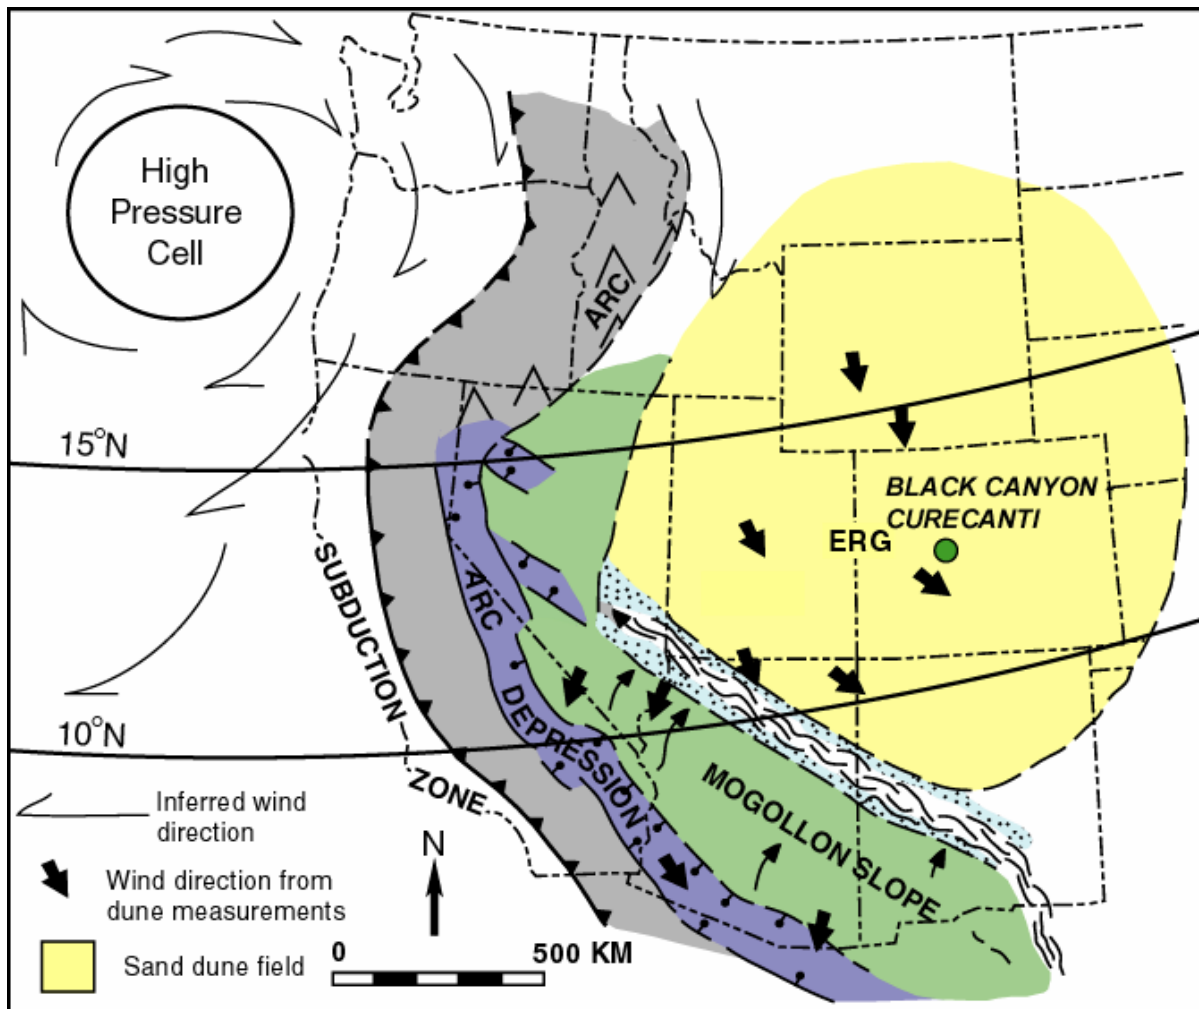 High
Pressure
Cell
ARC
15°N
BLACK CANYON
CURECANTI
ERG
SUBDUCTION
ZONE
ARC
DEPRESSION
10°N
MOGOLLON SLOPE
Inferred wind
direction
Wind direction from
dune measurements
Sand dune field
N
0 500 KM